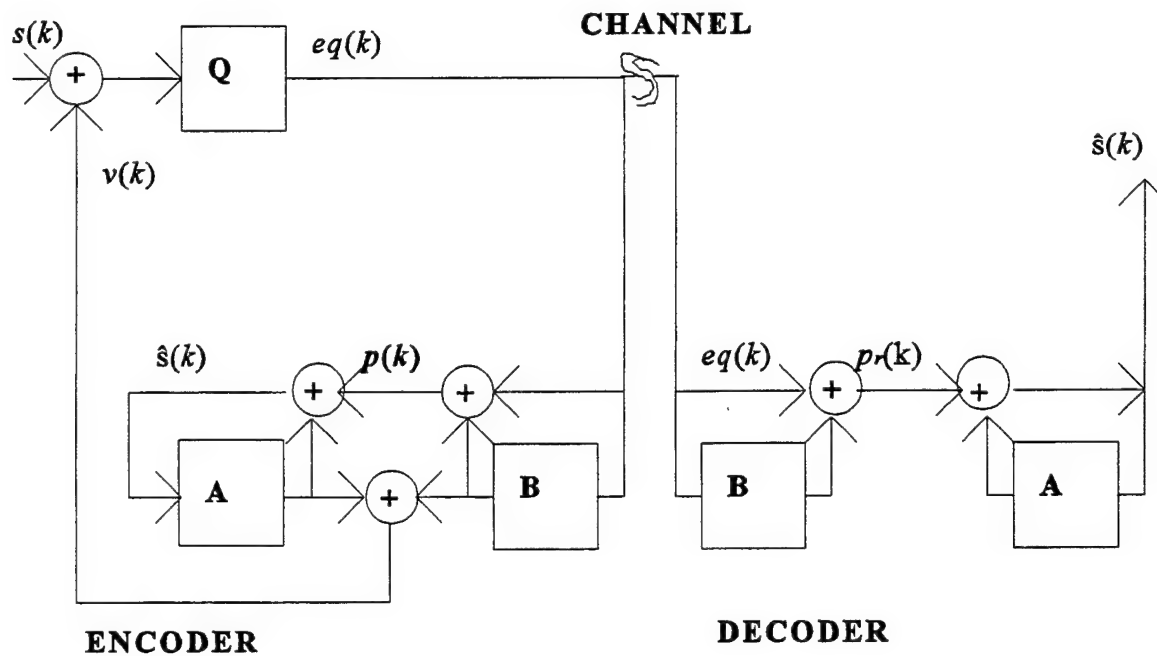 CHANNEL
s(k)
+
Q
eq(k)
ŝ(k)
v(k)
ŝ(k)
+
p(k)
+
eq(k)
+
pr(k)
+
A
+
B
B
A
ENCODER
DECODER